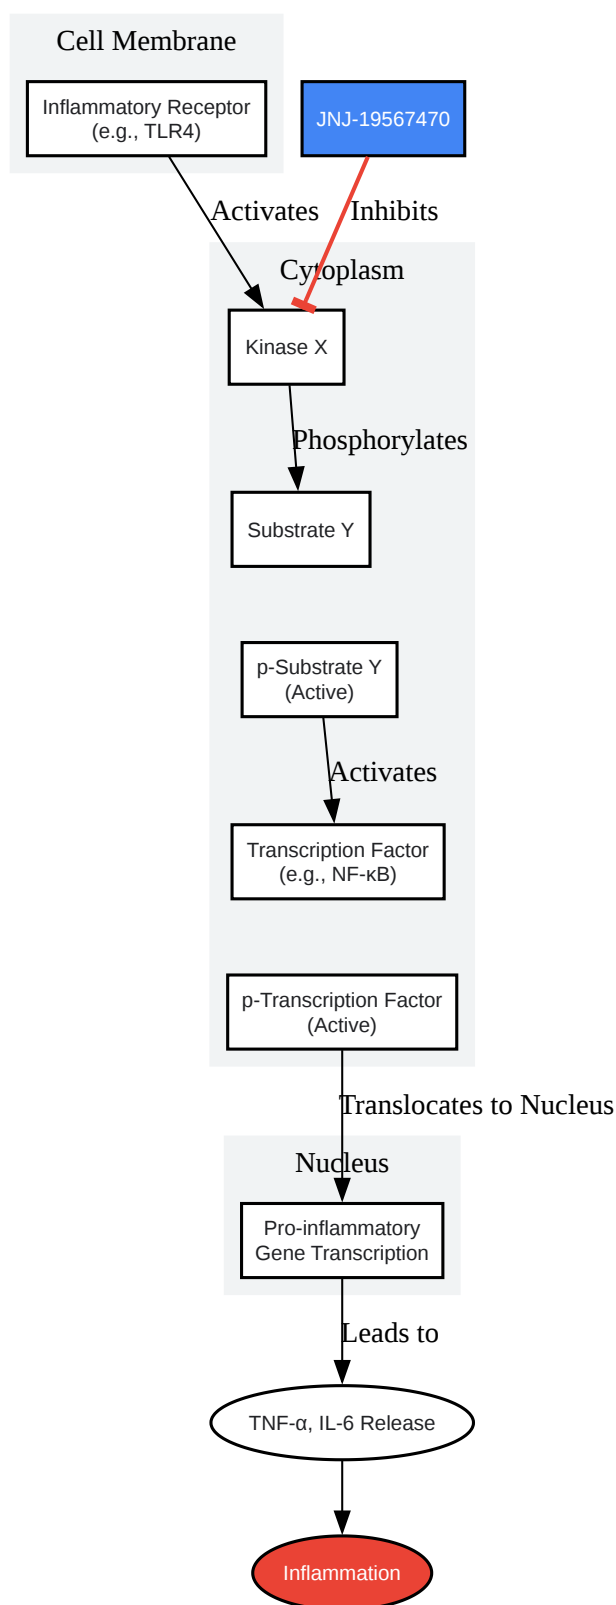 Cell Membrane
Inflammatory Receptor
(e.g., TLR4)
JNJ-19567470
Activates
Inhibits
Cytoplasm
Kinase X
Phosphorylates
Substrate Y
p-Substrate Y
(Active)
Activates
Transcription Factor
(e.g., NF-κB)
p-Transcription Factor
(Active)
Translocates to Nucleus
Nucleus
Pro-inflammatory
Gene Transcription
Leads to
TNF-α, IL-6 Release
Inflammation